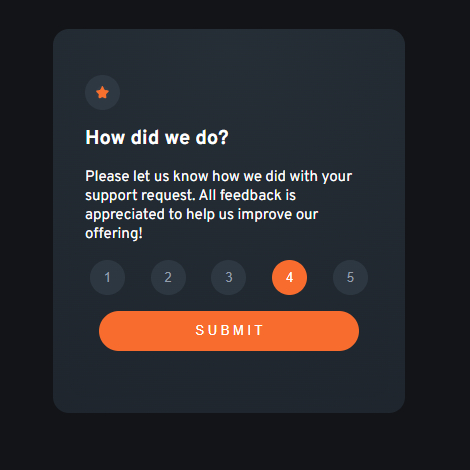 How did we do?
Please let us know how we did with your
support request. All feedback is
appreciated to help us improve our
offering!
1 2 3 4 5
SUBMIT